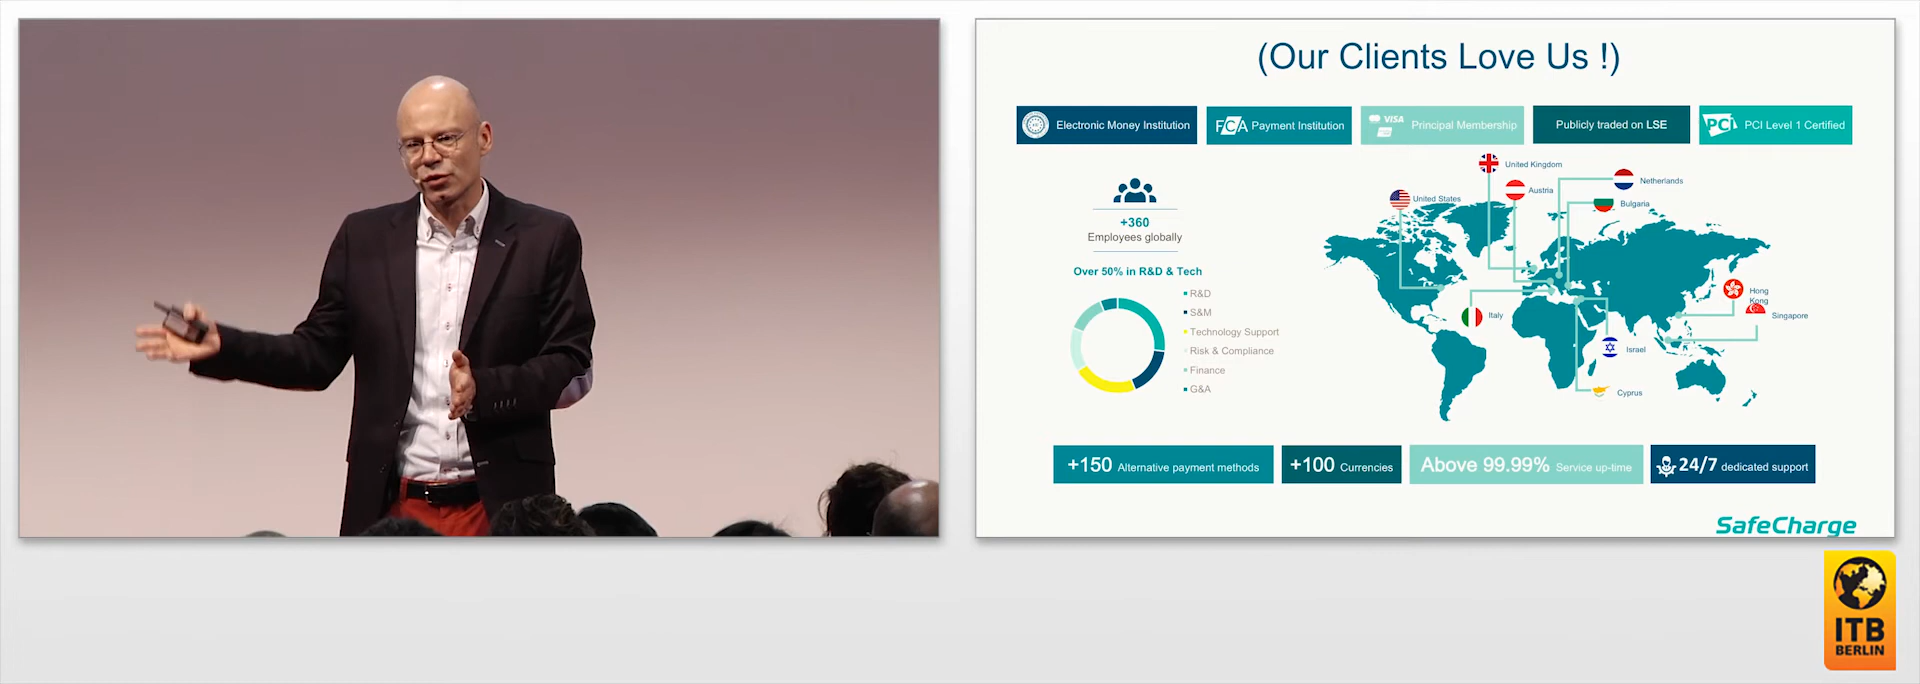 (Our Clients Love Us !)
Electronic Money Institution
FCA Payment Institution
VISA
Principal Membership
Publicly traded on LSE
PCI PCI Level 1 Certified
United Kingdom
Netherlands
Austria
United States
Bulgaria
+360
Employees globally
Over 50% in R&D & Tech
R&D
S&M
Technology Support
Risk & Compliance
Finance
G&A
Hong
Kong
Italy
Singapore
Israel
Cyprus
+150 Alternative payment methods
+100 Currencies
Above 99.99% Service up-time
24/7 dedicated support
SafeCharge
ITB
BERLIN